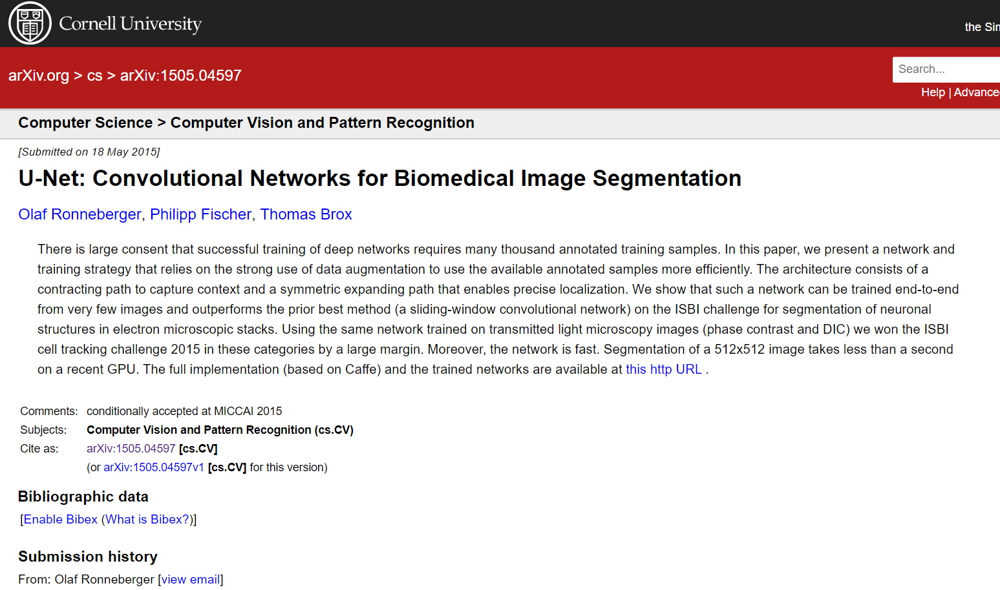 Cornell University
the Sim
arXiv.org > cs > arXiv:1505.04597
Search...
Help | Advanced
Computer Science > Computer Vision and Pattern Recognition
[Submitted on 18 May 2015]
U-Net: Convolutional Networks for Biomedical Image Segmentation
Olaf Ronneberger, Philipp Fischer, Thomas Brox
There is large consent that successful training of deep networks requires many thousand annotated training samples. In this paper, we present a network and
training strategy that relies on the strong use of data augmentation to use the available annotated samples more efficiently. The architecture consists of a
contracting path to capture context and a symmetric expanding path that enables precise localization. We show that such a network can be trained end-to-end
from very few images and outperforms the prior best method (a sliding-window convolutional network) on the ISBI challenge for segmentation of neuronal
structures in electron microscopic stacks. Using the same network trained on transmitted light microscopy images (phase contrast and DIC) we won the ISBI
cell tracking challenge 2015 in these categories by a large margin. Moreover, the network is fast. Segmentation of a 512x512 image takes less than a second
on a recent GPU. The full implementation (based on Caffe) and the trained networks are available at this http URL .
Comments: conditionally accepted at MICCAI 2015
Subjects: Computer Vision and Pattern Recognition (cs.CV)
Cite as: arXiv:1505.04597 [cs.CV]
(or arXiv:1505.04597v1 [cs.CV] for this version)
Bibliographic data
[Enable Bibex (What is Bibex?)]
Submission history
From: Olaf Ronneberger [view email]